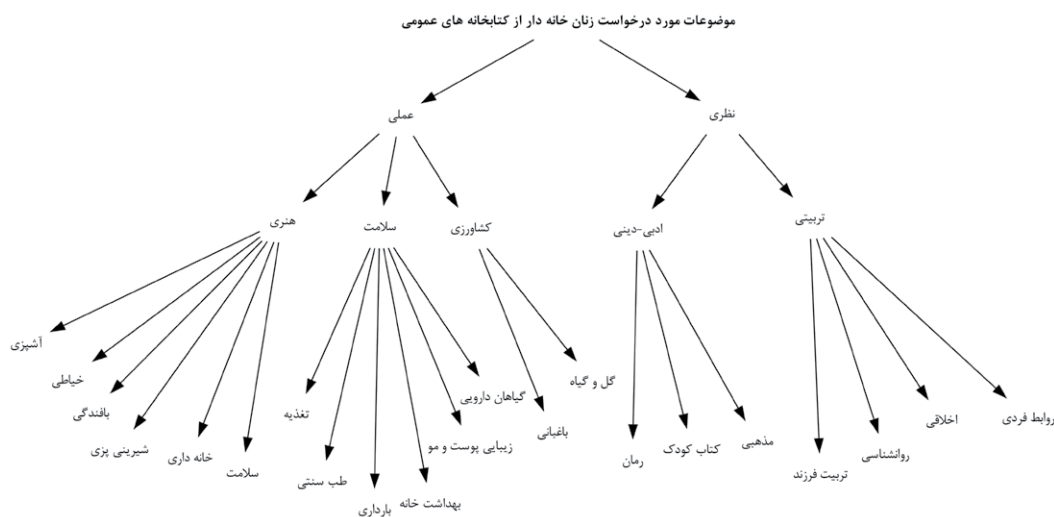 موضوعات مورد درخواست زنان خانه دار از کتابخانه های عمومی
نظری
عملی
تربیتی
ادبی-دینی
کشاورزی
سلامت
هنری
روابط فردی
اخلاقی
روانشناسی
تربیت فرزند
مذهبی
کتاب کودک
رمان
گل و گیاه
باغبانی
گیاهان دارویی
زیبایی پوست و مو
بهداشت خانه
بارداری
طب سنتی
تغذیه
سلامت
خانه داری
شیرینی پزی
بافندگی
خیاطی
آشپزی